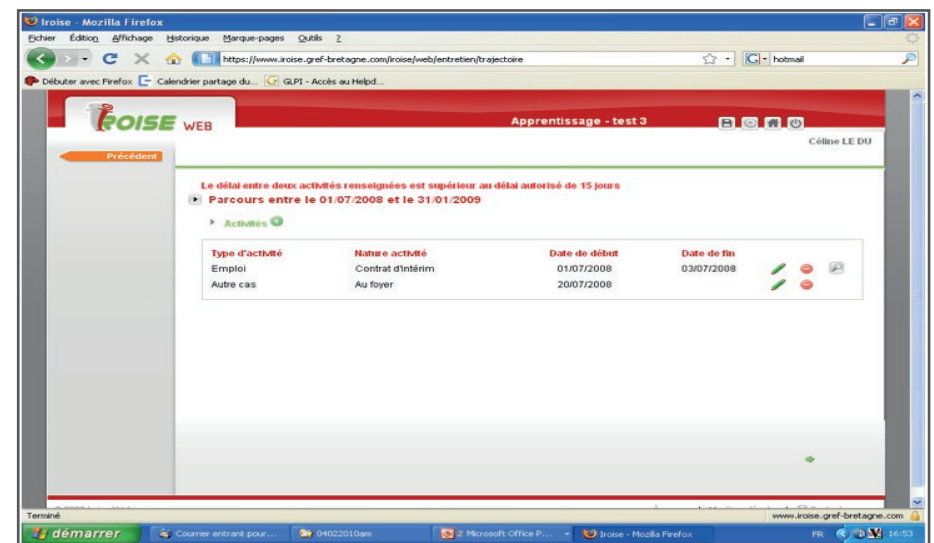 Iroise - Mozilla Firefox
Fichier Édition Affichage Historique Marque-pages Outils ?
https://www.iroise.gref-bretagne.com/iroise/web/entretien/trajectoire
hotmail
Débuter avec Firefox Calendrier partage du... GLPI - Accès au Helpd...
IROISE WEB
Apprentissage - test 3
Céline LE DU
Précédent
Le délai entre deux activités renseignées est supérieur au délai autorisé de 15 jours
Parcours entre le 01/07/2008 et le 31/01/2009
Activités
Type d'activité Nature activité Date de début Date de fin
Emploi Contrat d'intérim 01/07/2008 03/07/2008
Autre cas Au foyer 20/07/2008
Terminé
www.iroise.gref-bretagne.com
démarrer Courrier entrant pour... 04022010am 2 Microsoft Office P... Iroise - Mozilla Firefox FR 16:53